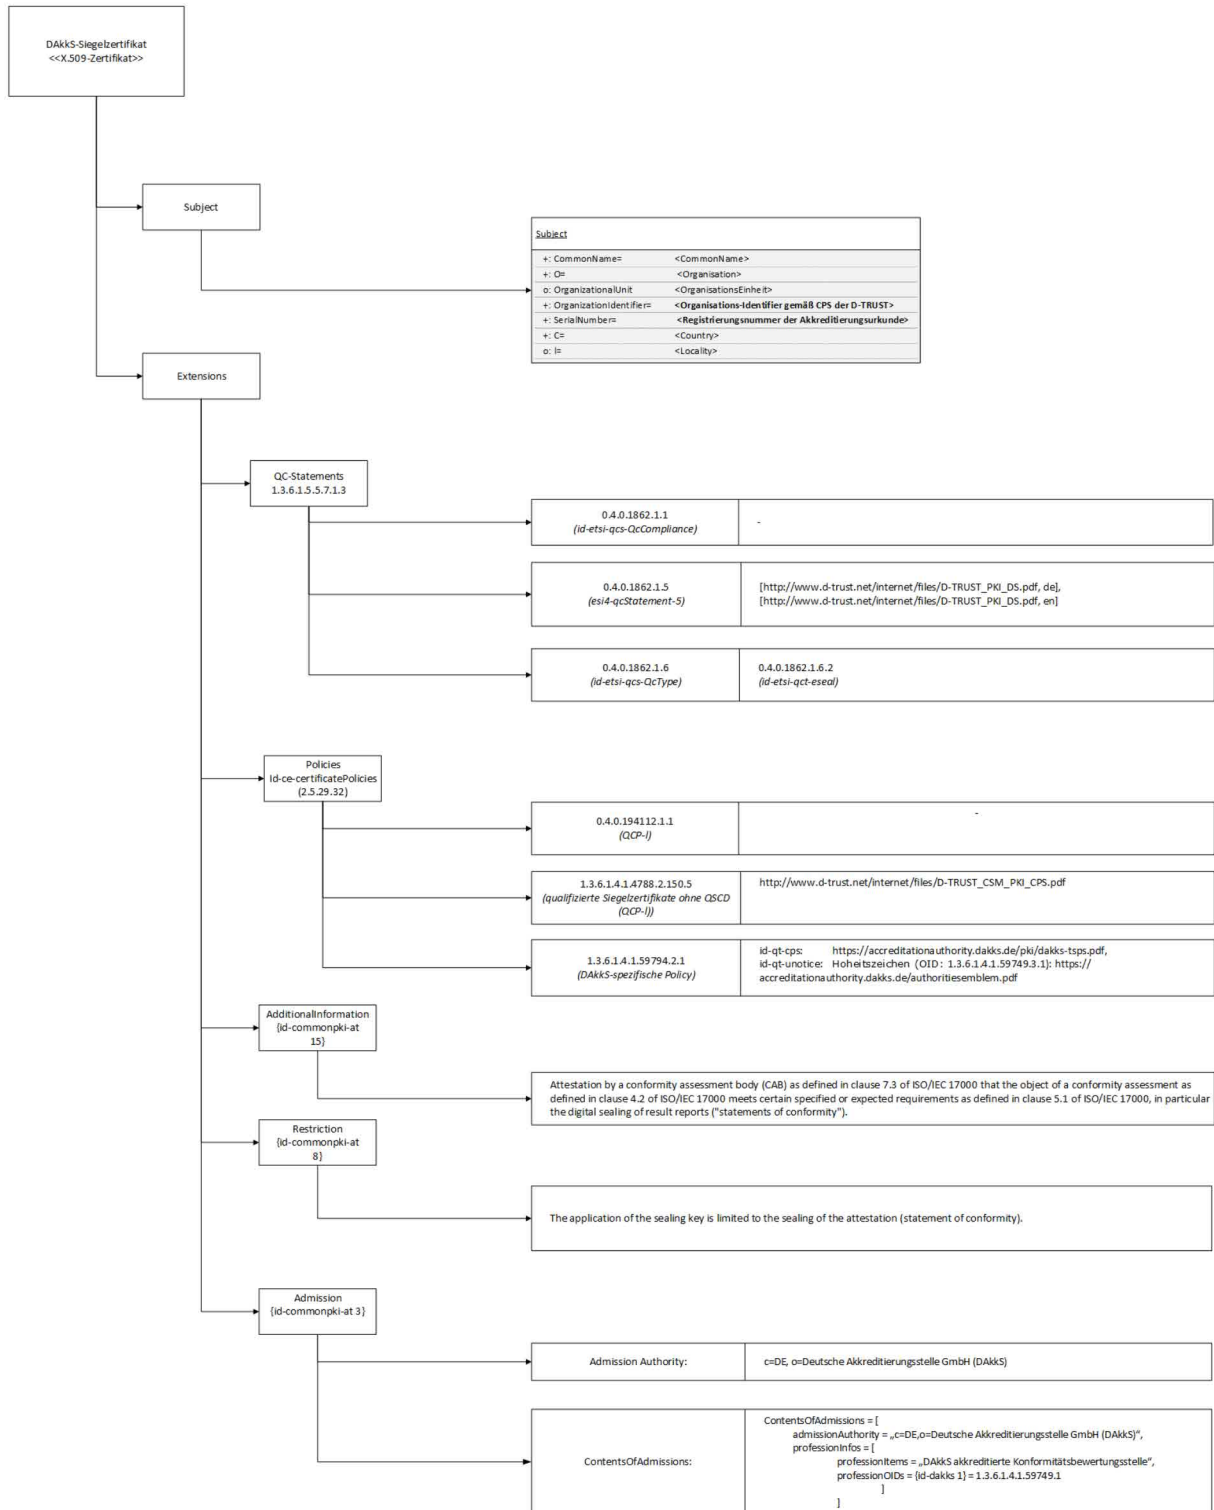 DAkkS-Siegelzertifikat
<<X.509-Zertifikat>>
Subject
Subject
+: CommonName= <CommonName>
+: O= <Organisation>
o: OrganizationalUnit <OrganisationsEinheit>
+: OrganizationIdentifier= <Organisations-Identifier gemäß CPS der D-TRUST>
+: SerialNumber= <Registrierungsnummer der Akkreditierungsurkunde>
+: C= <Country>
o: l= <Locality>
Extensions
QC-Statements
1.3.6.1.5.5.7.1.3
0.4.0.1862.1.1
(id-etsi-qcs-QcCompliance)
-
0.4.0.1862.1.5
(esi4-qcStatement-5)
[http://www.d-trust.net/internet/files/D-TRUST_PKI_DS.pdf, de],
[http://www.d-trust.net/internet/files/D-TRUST_PKI_DS.pdf, en]
0.4.0.1862.1.6
(id-etsi-qcs-QcType)
0.4.0.1862.1.6.2
(id-etsi-qct-eseal)
Policies
Id-ce-certificatePolicies
(2.5.29.32)
0.4.0.194112.1.1
(QCP-l)
-
1.3.6.1.4.1.4788.2.150.5
(qualifizierte Siegelzertifikate ohne QSCD
(QCP-l))
http://www.d-trust.net/internet/files/D-TRUST_CSM_PKI_CPS.pdf
1.3.6.1.4.1.59794.2.1
(DAkkS-spezifische Policy)
id-qt-cps: https://accreditationauthority.dakks.de/pki/dakks-tsps.pdf,
id-qt-unotice: Hoheitszeichen (OID: 1.3.6.1.4.1.59749.3.1): https://
accreditationauthority.dakks.de/authoritiesemblem.pdf
AdditionalInformation
{id-commonpki-at
15}
Attestation by a conformity assessment body (CAB) as defined in clause 7.3 of ISO/IEC 17000 that the object of a conformity assessment as
defined in clause 4.2 of ISO/IEC 17000 meets certain specified or expected requirements as defined in clause 5.1 of ISO/IEC 17000, in particular
the digital sealing of result reports ("statements of conformity").
Restriction
{id-commonpki-at
8}
The application of the sealing key is limited to the sealing of the attestation (statement of conformity).
Admission
{id-commonpki-at 3}
Admission Authority:
c=DE, o=Deutsche Akkreditierungsstelle GmbH (DAkkS)
ContentsOfAdmissions:
ContentsOfAdmissions = [
admissionAuthority = „c=DE,o=Deutsche Akkreditierungsstelle GmbH (DAkkS)“,
professionInfos = [
professionItems = „DAkkS akkreditierte Konformitätsbewertungsstelle“,
professionOIDs = {id-dakks 1} = 1.3.6.1.4.1.59749.1
]
]